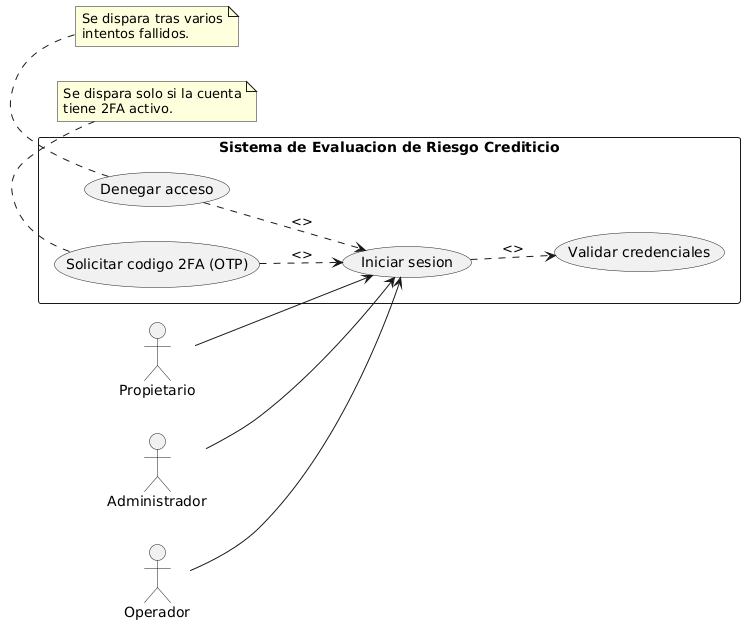 Se dispara tras varios
intentos fallidos.
Se dispara solo si la cuenta
tiene 2FA activo.
Sistema de Evaluacion de Riesgo Crediticio
Denegar acceso
<>
Solicitar codigo 2FA (OTP)
<>
Iniciar sesion
<>
Validar credenciales
Propietario
Administrador
Operador